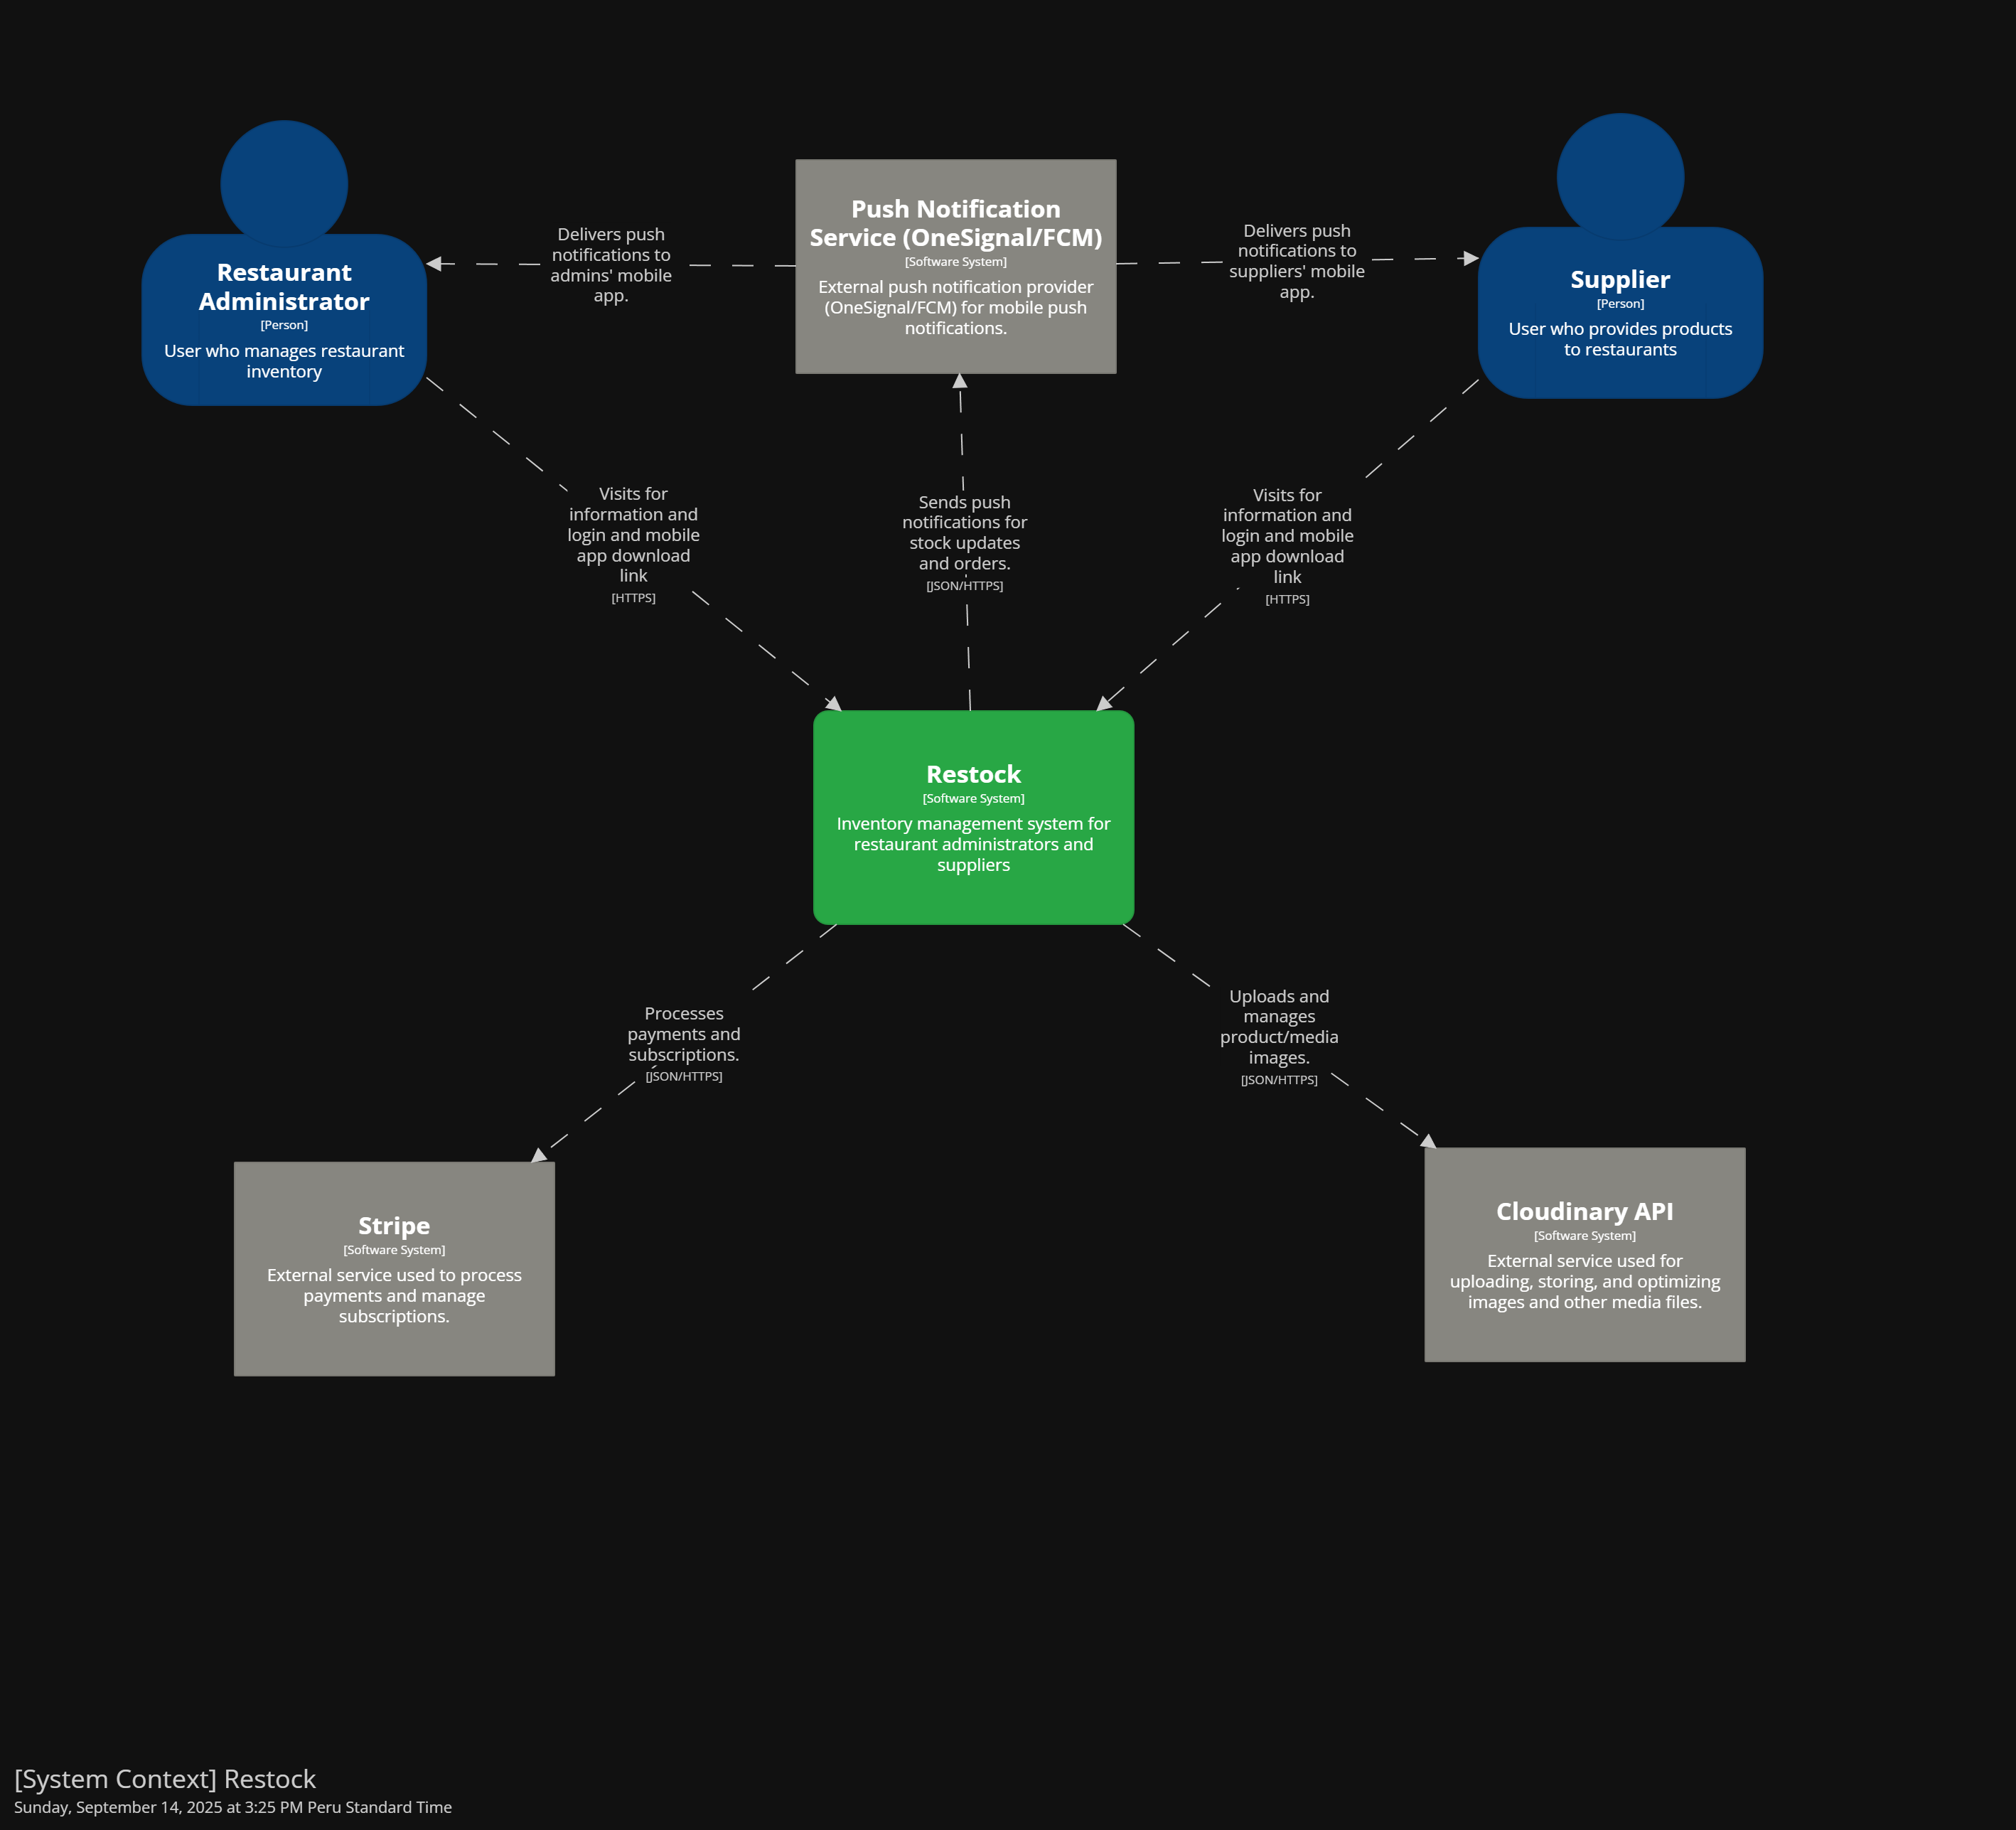 Restaurant
Administrator
[Person]
User who manages restaurant
inventory
Delivers push
notifications to
admins' mobile
app.
Push Notification
Service (OneSignal/FCM)
[Software System]
External push notification provider
(OneSignal/FCM) for mobile push
notifications.
Delivers push
notifications to
suppliers' mobile
app.
Supplier
[Person]
User who provides products
to restaurants
Visits for
information and
login and mobile
app download
link
[HTTPS]
Sends push
notifications for
stock updates
and orders.
[JSON/HTTPS]
Visits for
information and
login and mobile
app download
link
[HTTPS]
Restock
[Software System]
Inventory management system for
restaurant administrators and
suppliers
Processes
payments and
subscriptions.
[JSON/HTTPS]
Uploads and
manages
product/media
images.
[JSON/HTTPS]
Stripe
[Software System]
External service used to process
payments and manage
subscriptions.
Cloudinary API
[Software System]
External service used for
uploading, storing, and optimizing
images and other media files.
[System Context] Restock
Sunday, September 14, 2025 at 3:25 PM Peru Standard Time